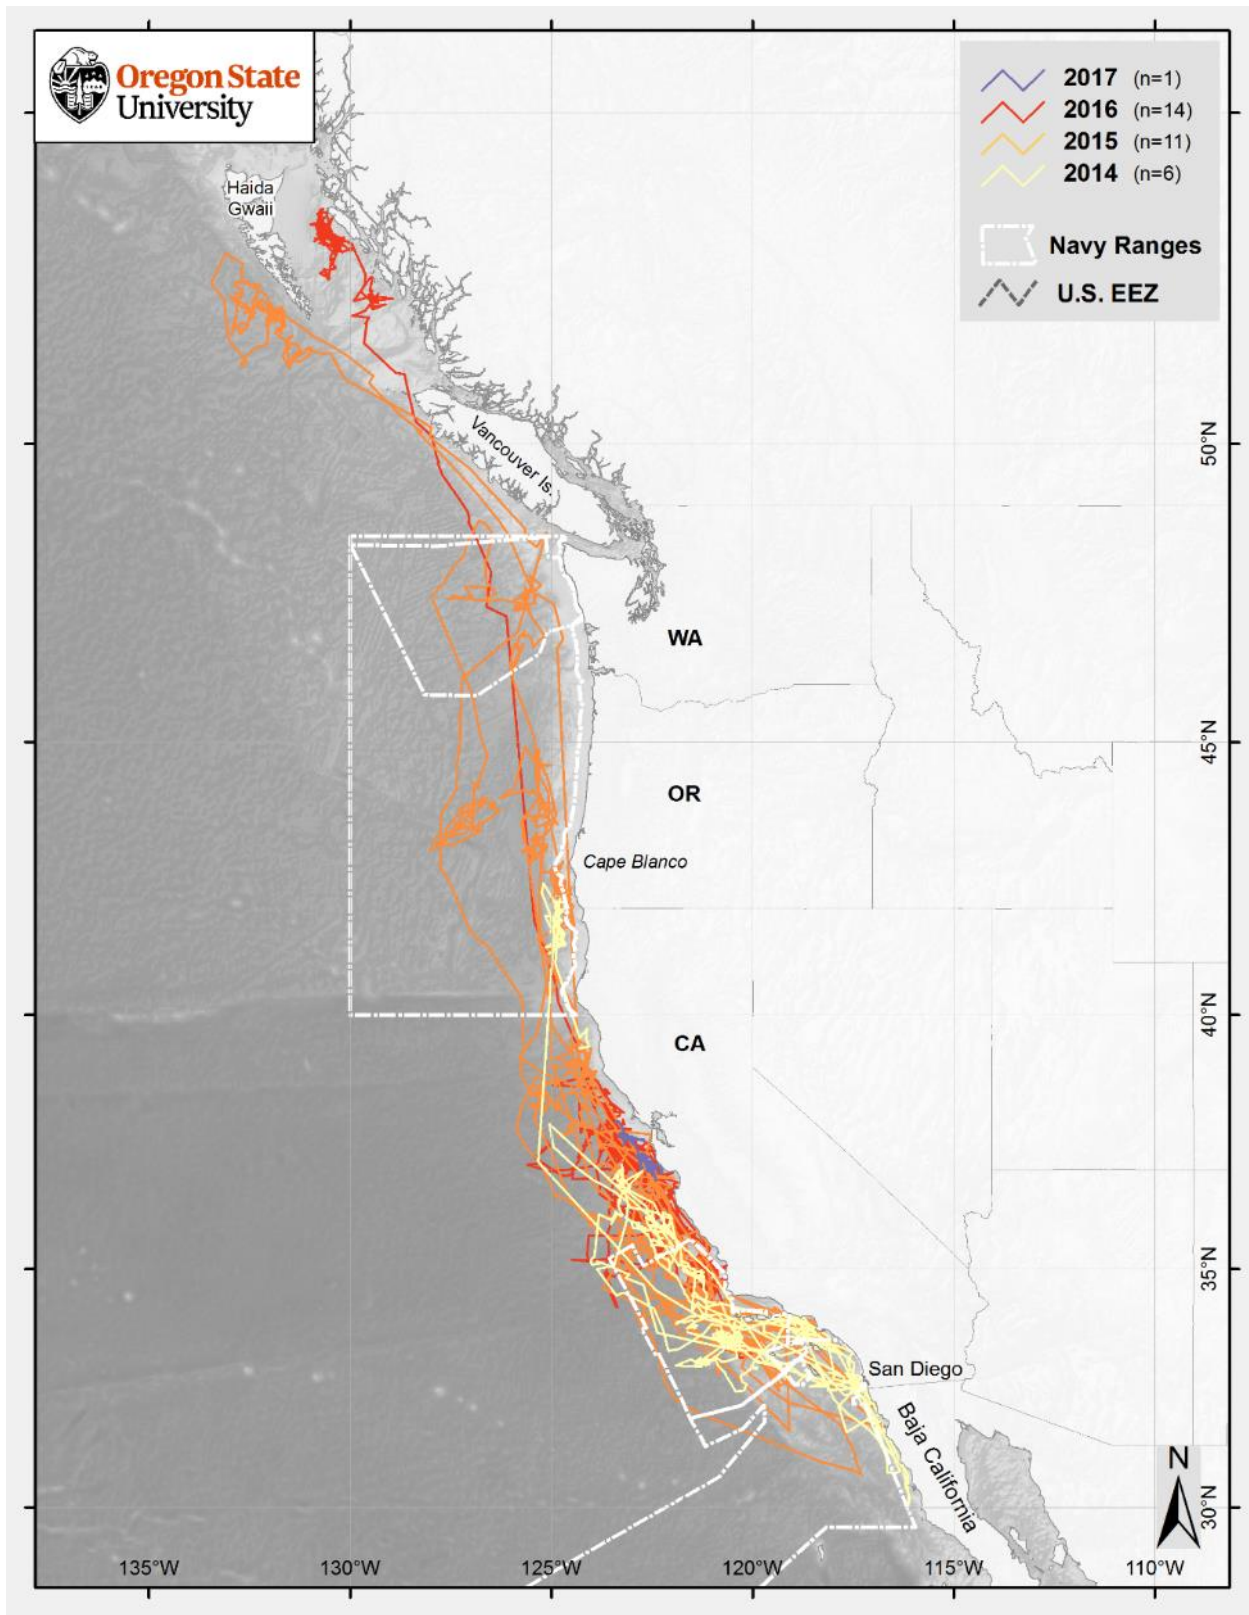 Oregon State
University
2017 (n=1)
2016 (n=14)
2015 (n=11)
2014 (n=6)
Navy Ranges
U.S. EEZ
Haida
Gwaii
Vancouver Is.
50°N
WA
45°N
OR
Cape Blanco
40°N
CA
35°N
San Diego
Baja California
N
30°N
135°W
130°W
125°W
120°W
115°W
110°W